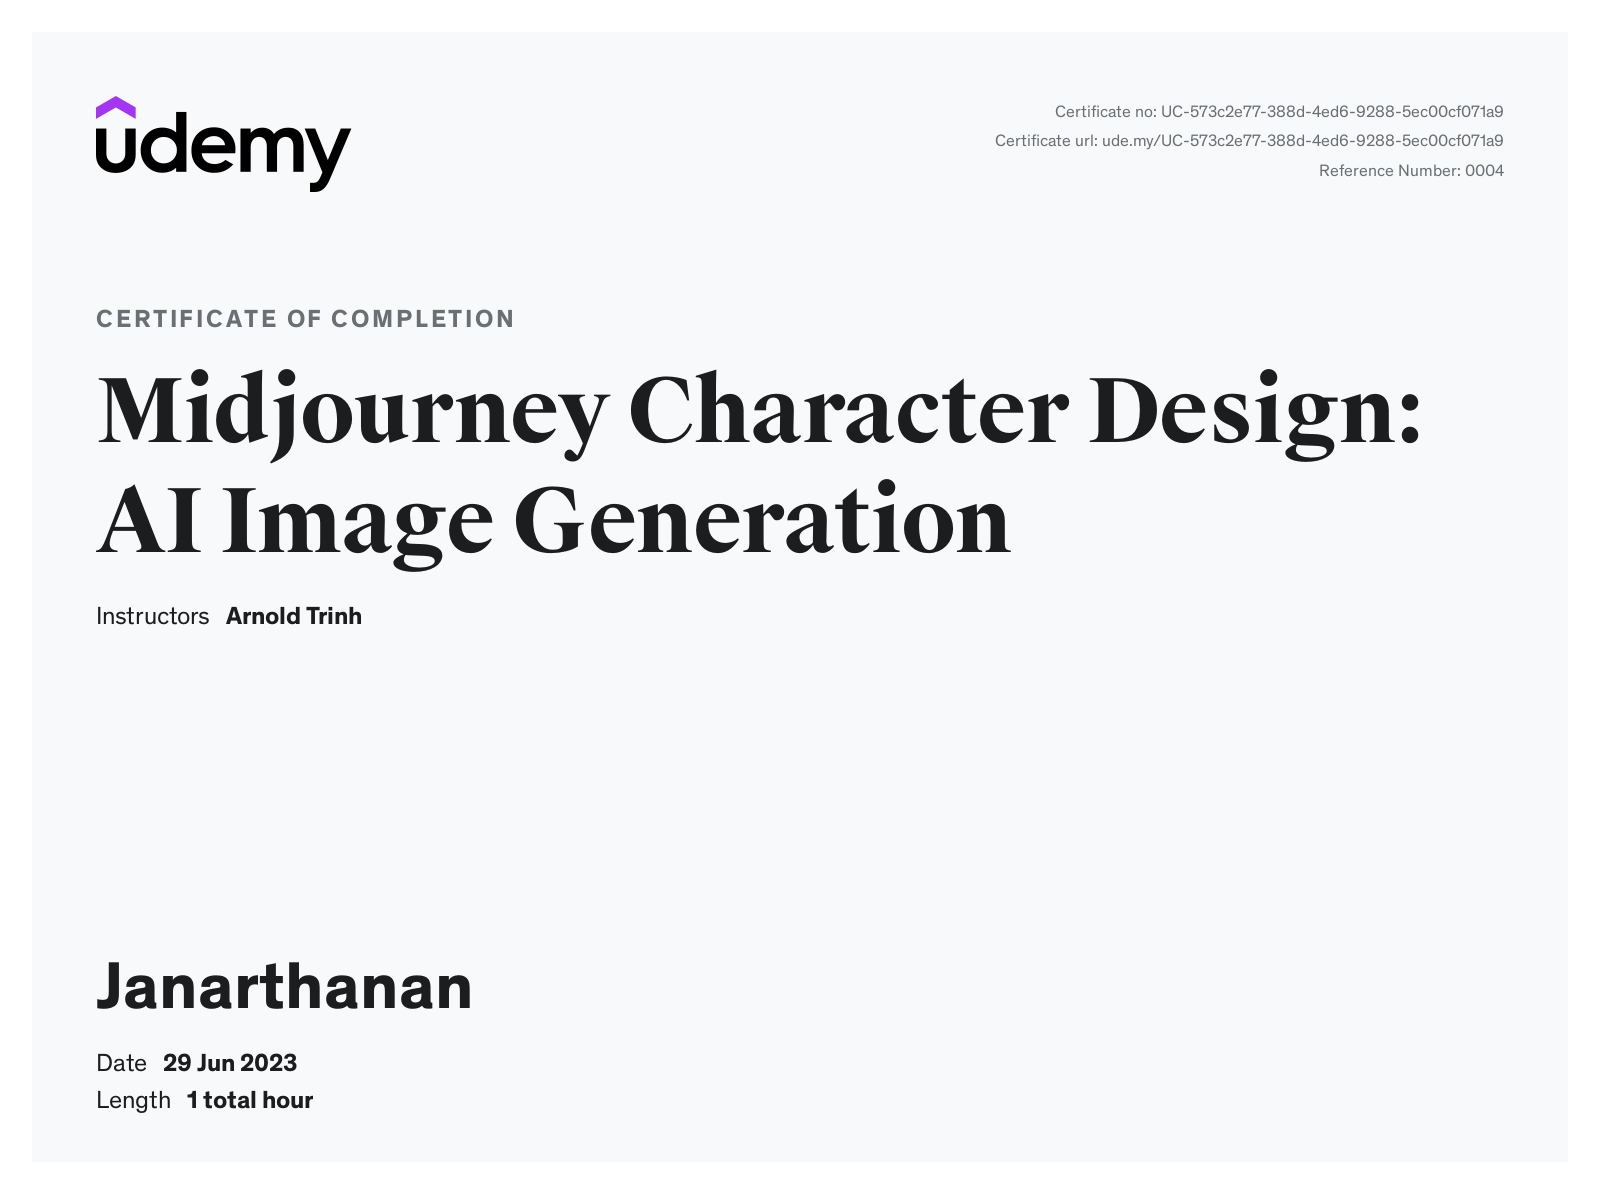 udemy
Certificate no: UC-573c2e77-388d-4ed6-9288-5ec00cf071a9
Certificate url: ude.my/UC-573c2e77-388d-4ed6-9288-5ec00cf071a9
Reference Number: 0004
CERTIFICATE OF COMPLETION
Midjourney Character Design:
AI Image Generation
Instructors Arnold Trinh
Janarthanan
Date 29 Jun 2023
Length 1 total hour